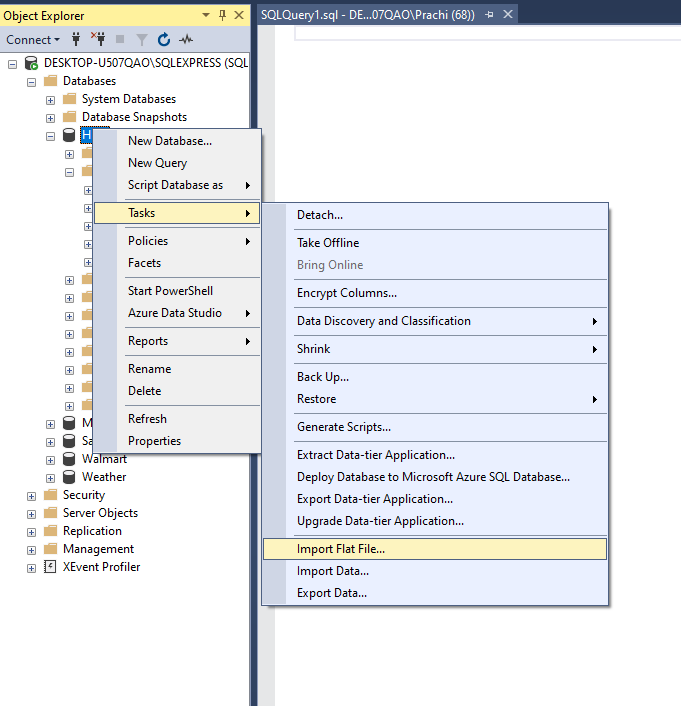 Object Explorer
Connect
DESKTOP-U507QAO\SQLEXPRESS (SQL
Databases
System Databases
Database Snapshots
H
M
Sa
Walmart
Weather
Security
Server Objects
Replication
Management
XEvent Profiler
SQLQuery1.sql - DE...07QAO\Prachi (68))
New Database...
New Query
Script Database as
Tasks
Policies
Facets
Start PowerShell
Azure Data Studio
Reports
Rename
Delete
Refresh
Properties
Detach...
Take Offline
Bring Online
Encrypt Columns...
Data Discovery and Classification
Shrink
Back Up...
Restore
Generate Scripts...
Extract Data-tier Application...
Deploy Database to Microsoft Azure SQL Database...
Export Data-tier Application...
Upgrade Data-tier Application...
Import Flat File...
Import Data...
Export Data...